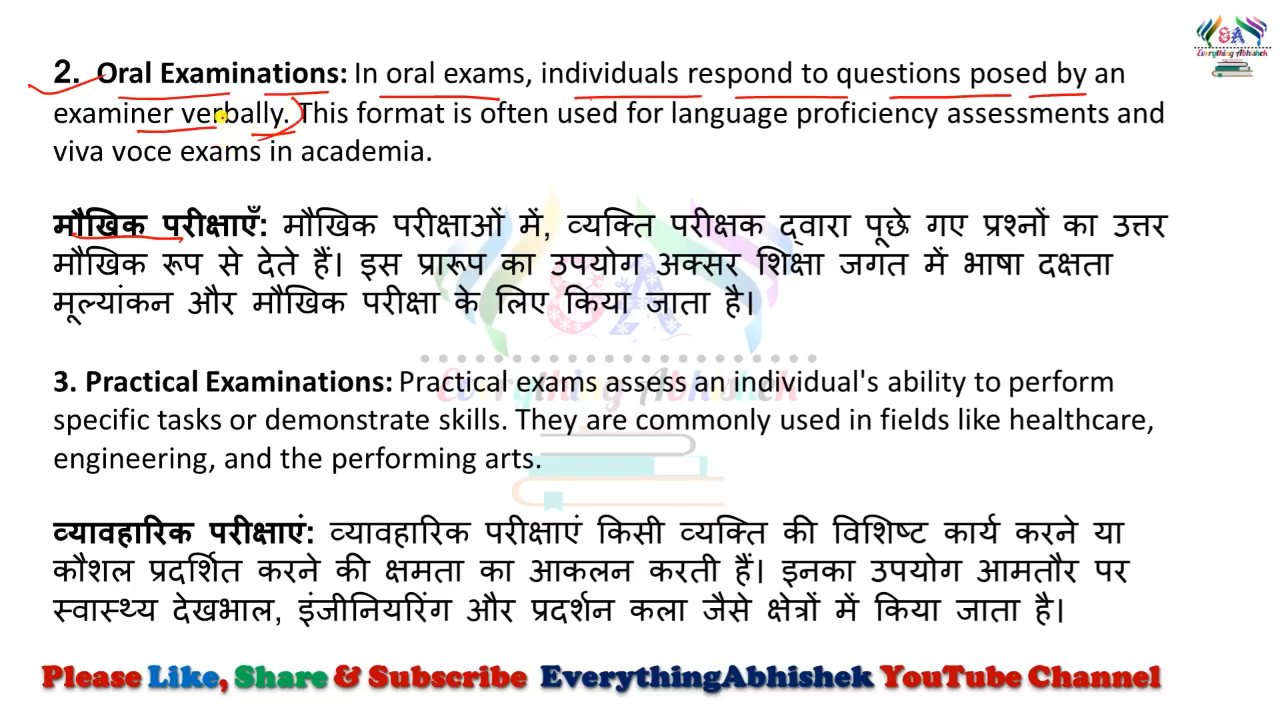 &A
Everything Abhishek
2. Oral Examinations: In oral exams, individuals respond to questions posed by an
examiner verbally. This format is often used for language proficiency assessments and
viva voce exams in academia.
मौखिक परीक्षाएँ: मौखिक परीक्षाओं में, व्यक्ति परीक्षक द्वारा पूछे गए प्रश्नों का उत्तर
मौखिक रूप से देते हैं। इस प्रारूप का उपयोग अक्सर शिक्षा जगत में भाषा दक्षता
मूल्यांकन और मौखिक परीक्षा के लिए किया जाता है।
&A
Everything Abhishek
3. Practical Examinations: Practical exams assess an individual's ability to perform
specific tasks or demonstrate skills. They are commonly used in fields like healthcare,
engineering, and the performing arts.
व्यावहारिक परीक्षाएं: व्यावहारिक परीक्षाएं किसी व्यक्ति की विशिष्ट कार्य करने या
कौशल प्रदर्शित करने की क्षमता का आकलन करती हैं। इनका उपयोग आमतौर पर
स्वास्थ्य देखभाल, इंजीनियरिंग और प्रदर्शन कला जैसे क्षेत्रों में किया जाता है।
Please Like, Share & Subscribe EverythingAbhishek YouTube Channel